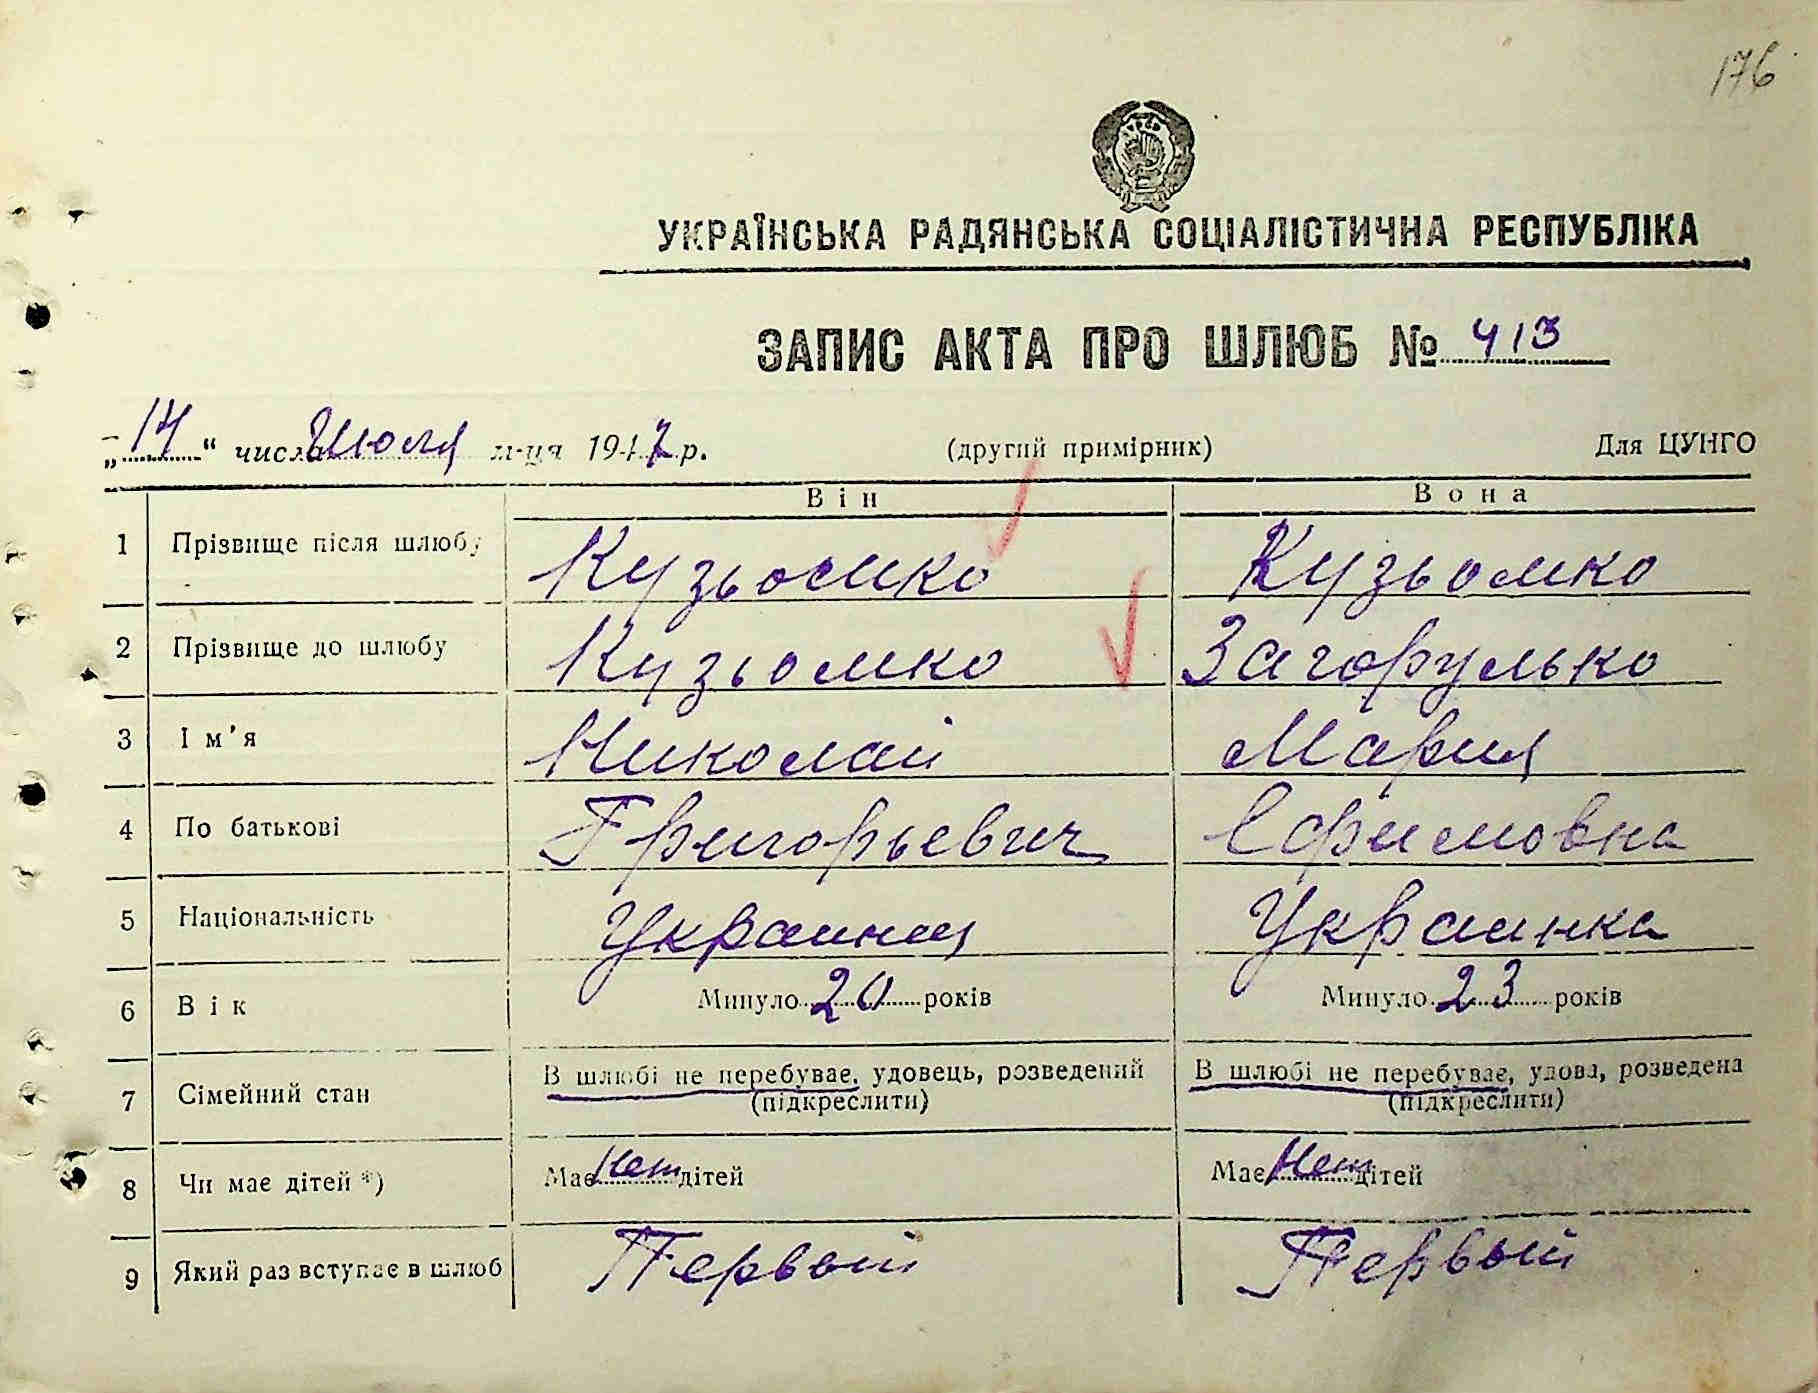 176
УКРАЇНСЬКА РАДЯНСЬКА СОЦІАЛІСТИЧНА РЕСПУБЛІКА
ЗАПИС АКТА ПРО ШЛЮБ № 413
„14“ числа Июля м-ця 1947 р. (другий примірник) Для ЦУНГО
Він Вона
1 Прізвище після шлюбу Кузьомко Кузьомко
2 Прізвище до шлюбу Кузьомко Загорулько
3 Ім'я Николай Мария
4 По батькові Григорьевич Ефимовна
5 Національність Украинец Украинка
6 Вік Минуло 20 років Минуло 23 років
7 Сімейний стан В шлюбі не перебуває, удовець, розведений В шлюбі не перебуває, удова, розведена
(підкреслити) (підкреслити)
8 Чи має дітей *) Має Нет дітей Має Нет дітей
9 Який раз вступає в шлюб Первый Первый